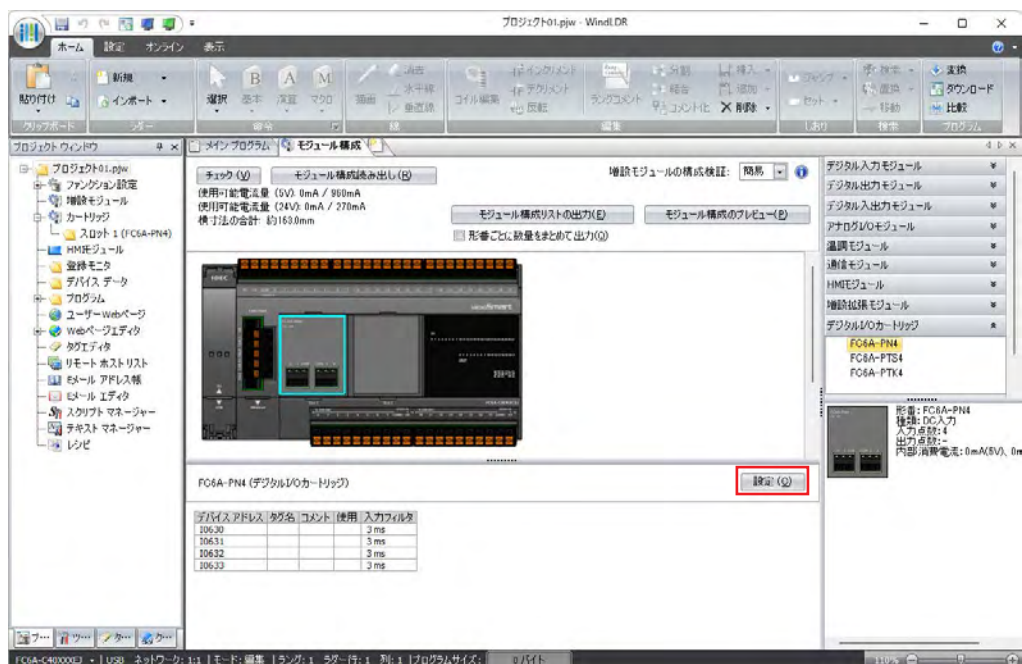 プロジェクト01.pjw - WindLDR
ホーム 設定 オンライン 表示
貼り付け
新規
インポート
選択
基本
演算
マクロ
描画
消去
水平線
垂直線
コイル編集
インクリメント
デクリメント
反転
ラングコメント
分割
結合
挿入
追加
ラングコメント化
削除
ジャンプ
セット
検索
置換
移動
変換
ダウンロード
比較
クリップボード
ラダー
命令
線
編集
しおり
検索
プログラム
プロジェクト ウィンドウ
メイン プログラム
モジュール構成
プロジェクト01.pjw
ファンクション設定
増設モジュール
カートリッジ
スロット 1 (FC6A-PN4)
HMIモジュール
登録モニタ
デバイス データ
プログラム
ユーザーWebページ
Webページエディタ
タグエディタ
リモート ホスト リスト
Eメール アドレス帳
Eメール エディタ
スクリプト マネージャー
テキスト マネージャー
レシピ
チェック(V)
モジュール構成読み出し(R)
増設モジュールの構成検証: 簡易
使用可能電流量 (5V): 0mA / 960mA
使用可能電流量 (24V): 0mA / 270mA
横寸法の合計: 約163.0mm
モジュール構成リストの出力(E)
モジュール構成のプレビュー(P)
形番ごとに数量をまとめて出力(Q)
FC6A-PN4 (デジタルI/Oカートリッジ)
設定(O)
デバイス アドレス タグ名 コメント 使用 入力フィルタ
I0630 3 ms
I0631 3 ms
I0632 3 ms
I0633 3 ms
デジタル入力モジュール
デジタル出力モジュール
デジタル入出力モジュール
アナログI/Oモジュール
温調モジュール
通信モジュール
HMIモジュール
増設拡張モジュール
デジタルI/Oカートリッジ
FC6A-PN4
FC6A-PTS4
FC6A-PTK4
形番: FC6A-PN4
種類: DC入力
入力点数: 4
出力点数: -
内部消費電流: 0mA(5V)、0m
プ… ツ… タ… ク…
FC6A-C40XXXEJ USB ネットワーク: 1:1 モード: 編集 ラング: 1 ラダー行: 1 列: 1 プログラムサイズ: 0 バイト 110%